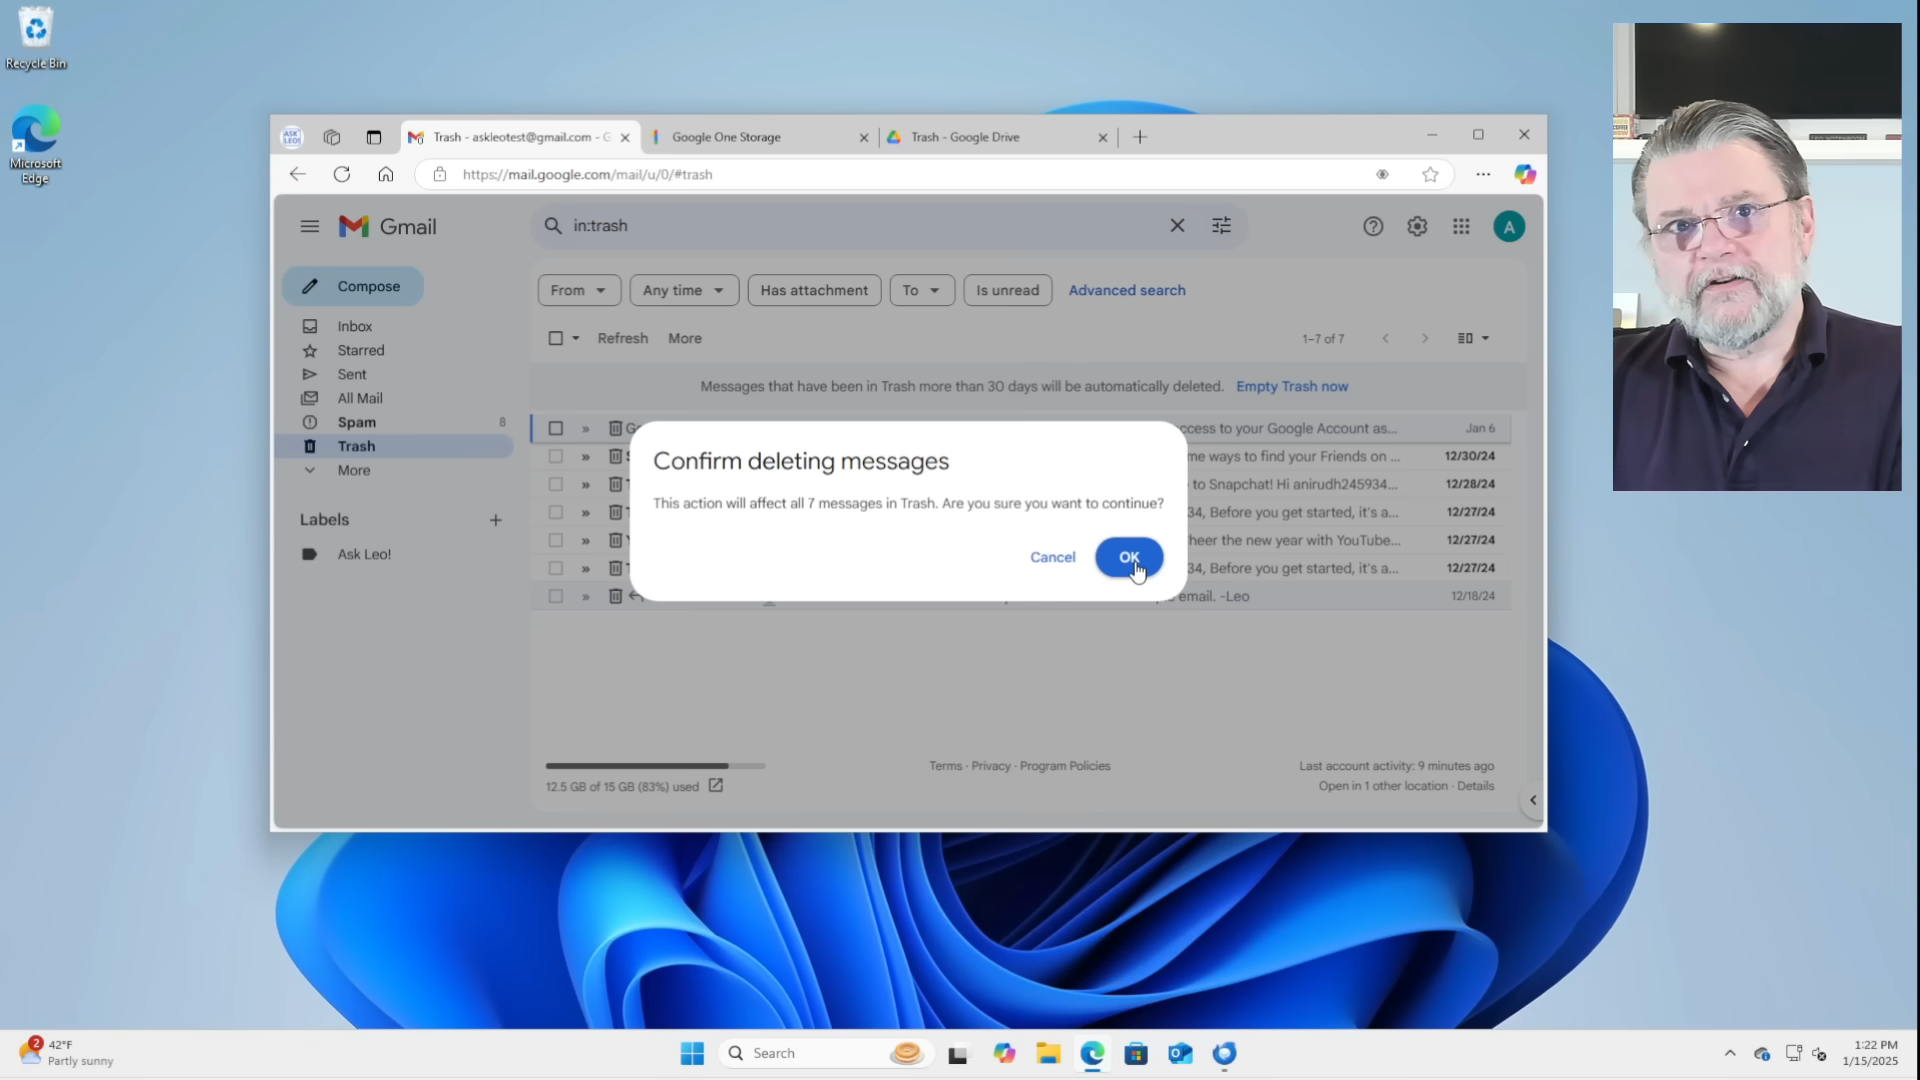 Recycle Bin
Microsoft
Edge
ASK
LEO!
Trash - askleotest@gmail.com - G
Google One Storage
Trash - Google Drive
https://mail.google.com/mail/u/0/#trash
Gmail
in:trash
A
Compose
From
Any time
Has attachment
To
Is unread
Advanced search
Inbox
Starred
Sent
All Mail
Spam 8
Trash
More
Labels
Ask Leo!
Refresh More
1–7 of 7
Messages that have been in Trash more than 30 days will be automatically deleted. Empty Trash now
ccess to your Google Account as... Jan 6
me ways to find your Friends on ... 12/30/24
to Snapchat! Hi anirudh245934... 12/28/24
34, Before you get started, it's a... 12/27/24
heer the new year with YouTube... 12/27/24
34, Before you get started, it's a... 12/27/24
email. -Leo 12/18/24
Confirm deleting messages
This action will affect all 7 messages in Trash. Are you sure you want to continue?
Cancel
OK
12.5 GB of 15 GB (83%) used
Terms · Privacy · Program Policies
Last account activity: 9 minutes ago
Open in 1 other location · Details
2
42°F
Partly sunny
Search
1:22 PM
1/15/2025